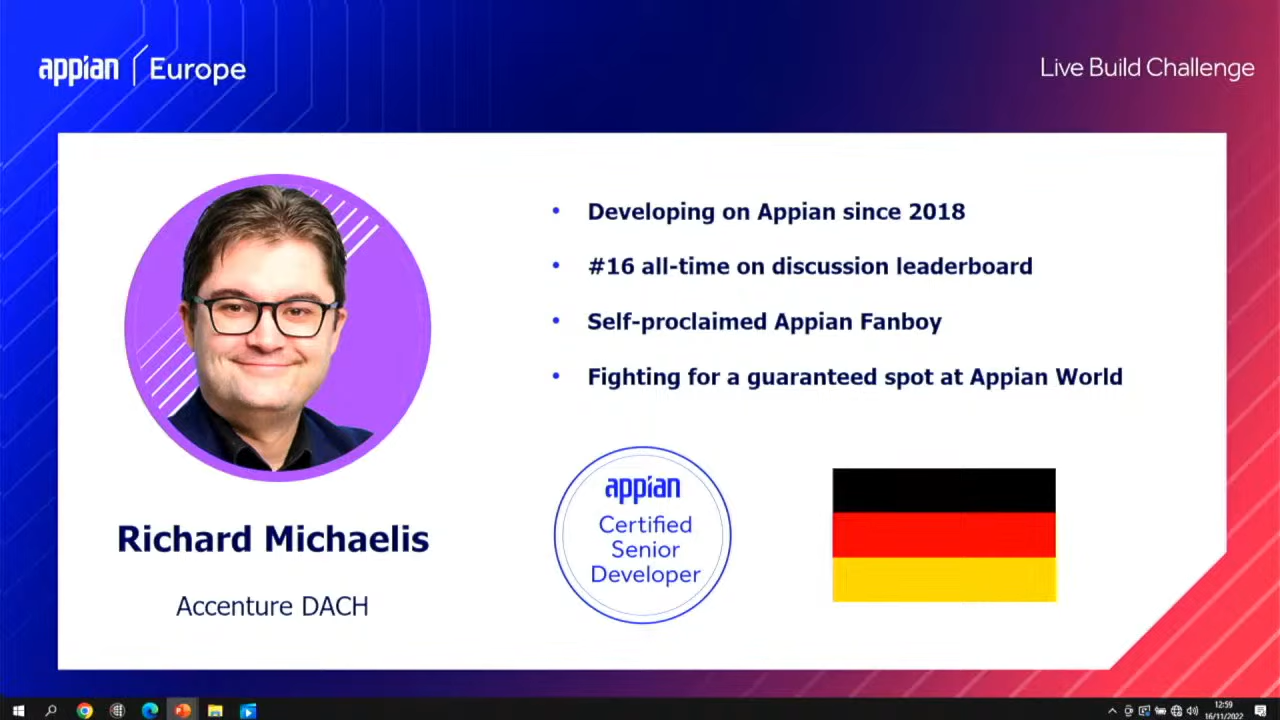 appian / Europe
Live Build Challenge
• Developing on Appian since 2018
• #16 all-time on discussion leaderboard
• Self-proclaimed Appian Fanboy
• Fighting for a guaranteed spot at Appian World
Richard Michaelis
Accenture DACH
appian
Certified
Senior
Developer
12:59
16/11/2022